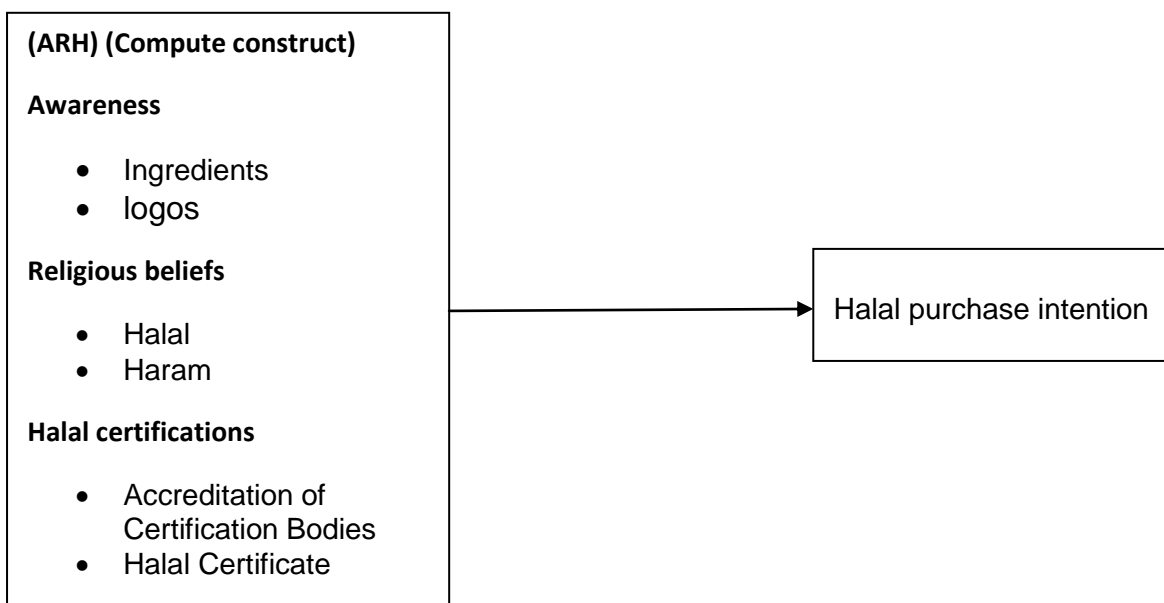 (ARH) (Compute construct)
Awareness
• Ingredients
• logos
Religious beliefs
• Halal
• Haram
Halal certifications
• Accreditation of
Certification Bodies
• Halal Certificate
Halal purchase intention